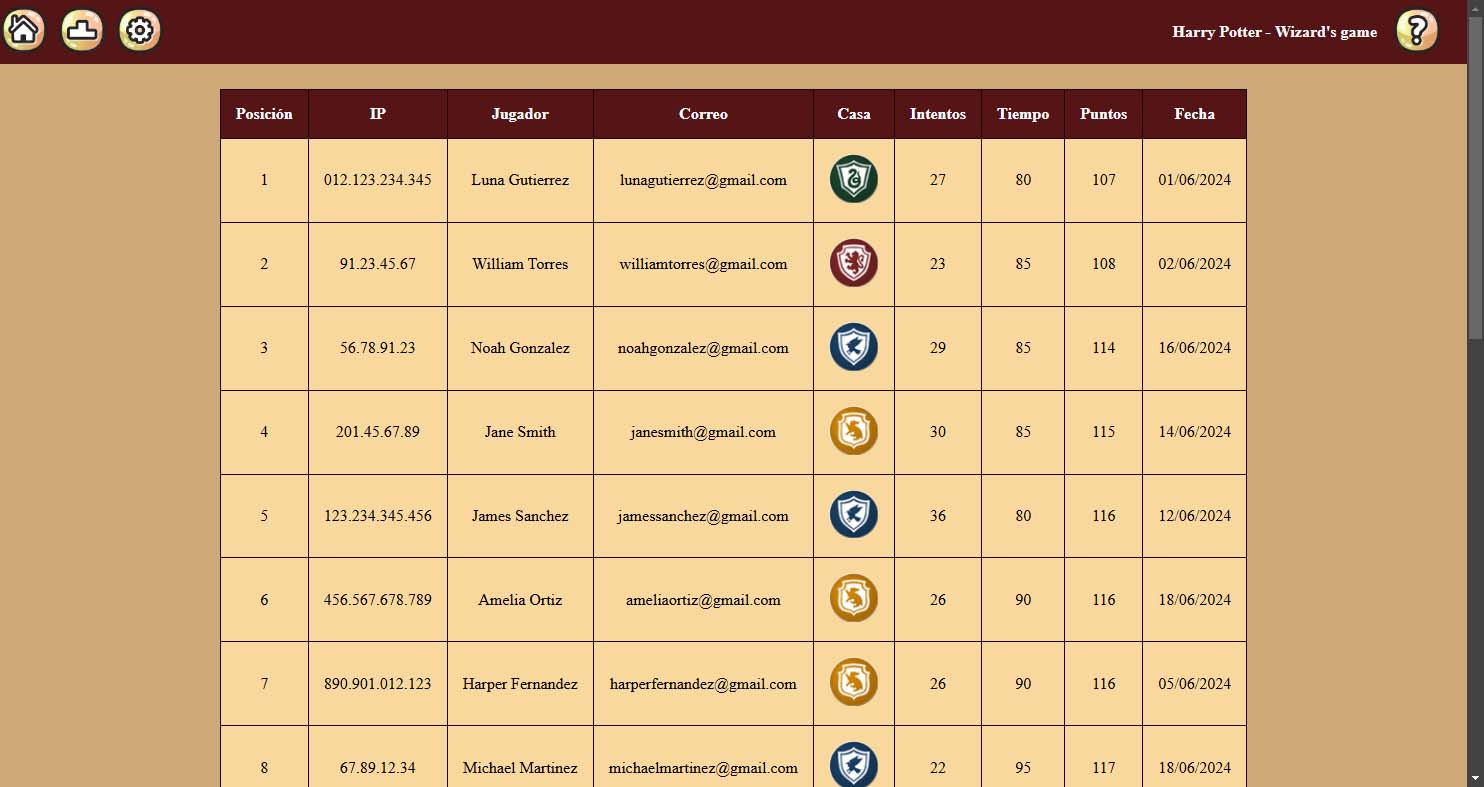 Harry Potter - Wizard's game
?
Posición IP Jugador Correo Casa Intentos Tiempo Puntos Fecha
1 012.123.234.345 Luna Gutierrez lunagutierrez@gmail.com 27 80 107 01/06/2024
2 91.23.45.67 William Torres williamtorres@gmail.com 23 85 108 02/06/2024
3 56.78.91.23 Noah Gonzalez noahgonzalez@gmail.com 29 85 114 16/06/2024
4 201.45.67.89 Jane Smith janesmith@gmail.com 30 85 115 14/06/2024
5 123.234.345.456 James Sanchez jamessanchez@gmail.com 36 80 116 12/06/2024
6 456.567.678.789 Amelia Ortiz ameliaortiz@gmail.com 26 90 116 18/06/2024
7 890.901.012.123 Harper Fernandez harperfernandez@gmail.com 26 90 116 05/06/2024
8 67.89.12.34 Michael Martinez michaelmartinez@gmail.com 22 95 117 18/06/2024